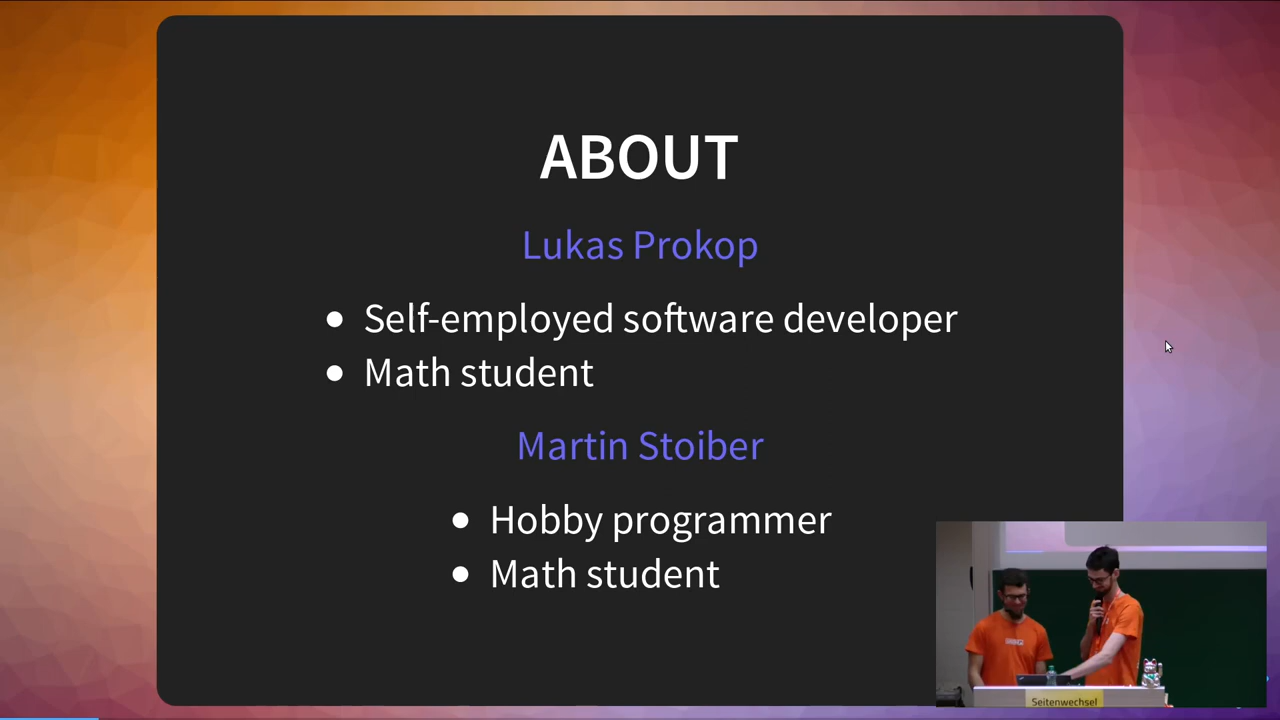 ABOUT
Lukas Prokop
Self-employed software developer
Math student
Martin Stoiber
Hobby programmer
Math student
Seitenwechsel